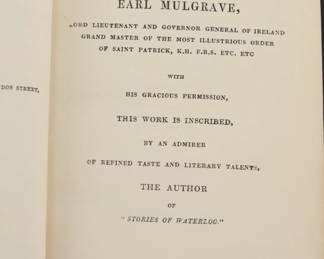 EARL MULGRAVE,
LORD LIEUTENANT AND GOVERNOR GENERAL OF IRELAND
GRAND MASTER OF THE MOST ILLUSTRIOUS ORDER
OF SAINT PATRICK, K.H. F.R.S. ETC. ETC
WITH
HIS GRACIOUS PERMISSION,
THIS WORK IS INSCRIBED,
BY AN ADMIRER
OF REFINED TASTE AND LITERARY TALENTS,
THE AUTHOR
OF
"STORIES OF WATERLOO."
DOS STREET,